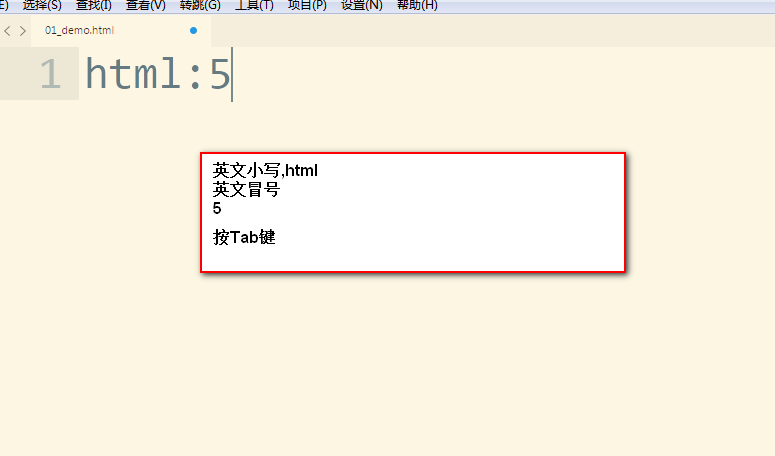 E) 选择(S) 查找(I) 查看(V) 转跳(G) 工具(T) 项目(P) 设置(N) 帮助(H)
01_demo.html
1 html:5
英文小写,html
英文冒号
5
按Tab键